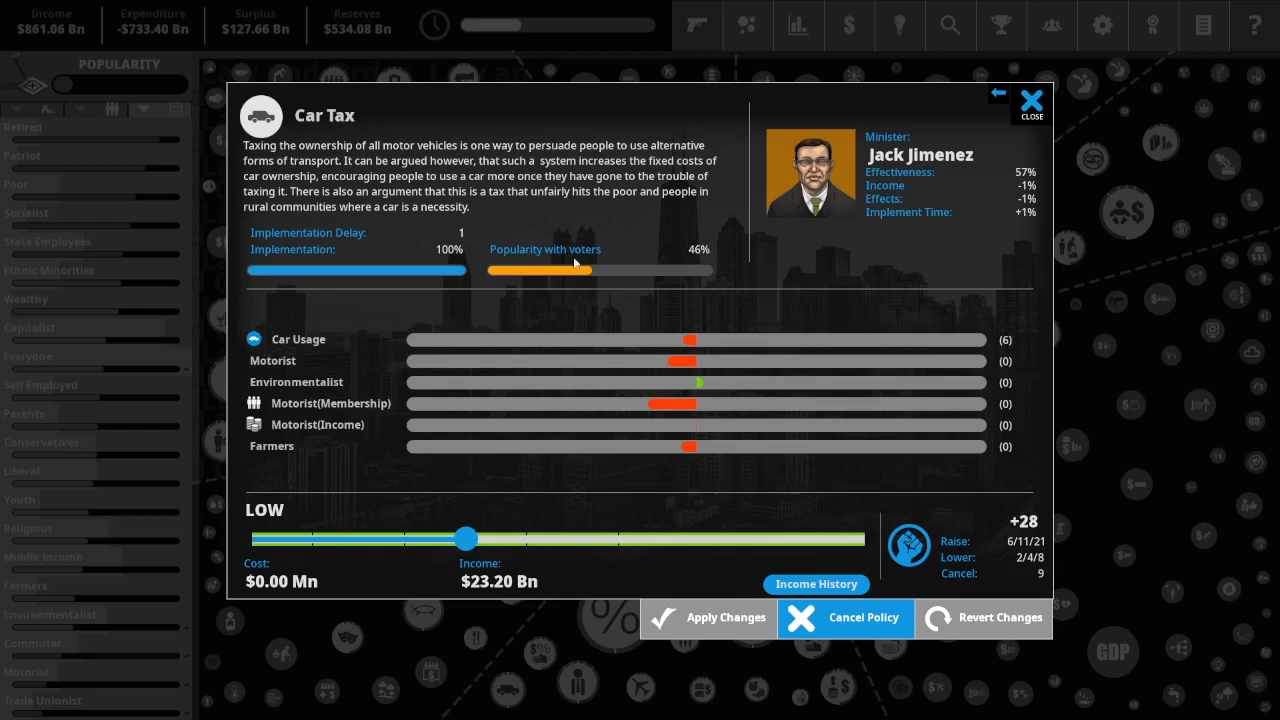 Income
Expenditure
Surplus
Reserves
$861.06 Bn
-$733.40 Bn
$127.66 Bn
$534.08 Bn
POPULARITY
Retired
Patriot
Poor
Socialist
State Employees
Ethnic Minorities
Wealthy
Capitalist
Everyone
Self Employed
Parents
Conservatives
Liberal
Youth
Religious
Middle Income
Farmers
Environmentalist
Commuter
Motorist
Trade Unionist
Car Tax
CLOSE
Taxing the ownership of all motor vehicles is one way to persuade people to use alternative
forms of transport. It can be argued however, that such a system increases the fixed costs of
car ownership, encouraging people to use a car more once they have gone to the trouble of
taxing it. There is also an argument that this is a tax that unfairly hits the poor and people in
rural communities where a car is a necessity.
Minister:
Jack Jimenez
Effectiveness: 57%
Income -1%
Effects: -1%
Implement Time: +1%
Implementation Delay: 1
Implementation: 100%
Popularity with voters 46%
Car Usage (6)
Motorist (0)
Environmentalist (0)
Motorist(Membership) (0)
Motorist(Income) (0)
Farmers (0)
LOW
Cost:
$0.00 Mn
Income:
$23.20 Bn
Income History
+28
Raise: 6/11/21
Lower: 2/4/8
Cancel: 9
Apply Changes
Cancel Policy
Revert Changes
GDP